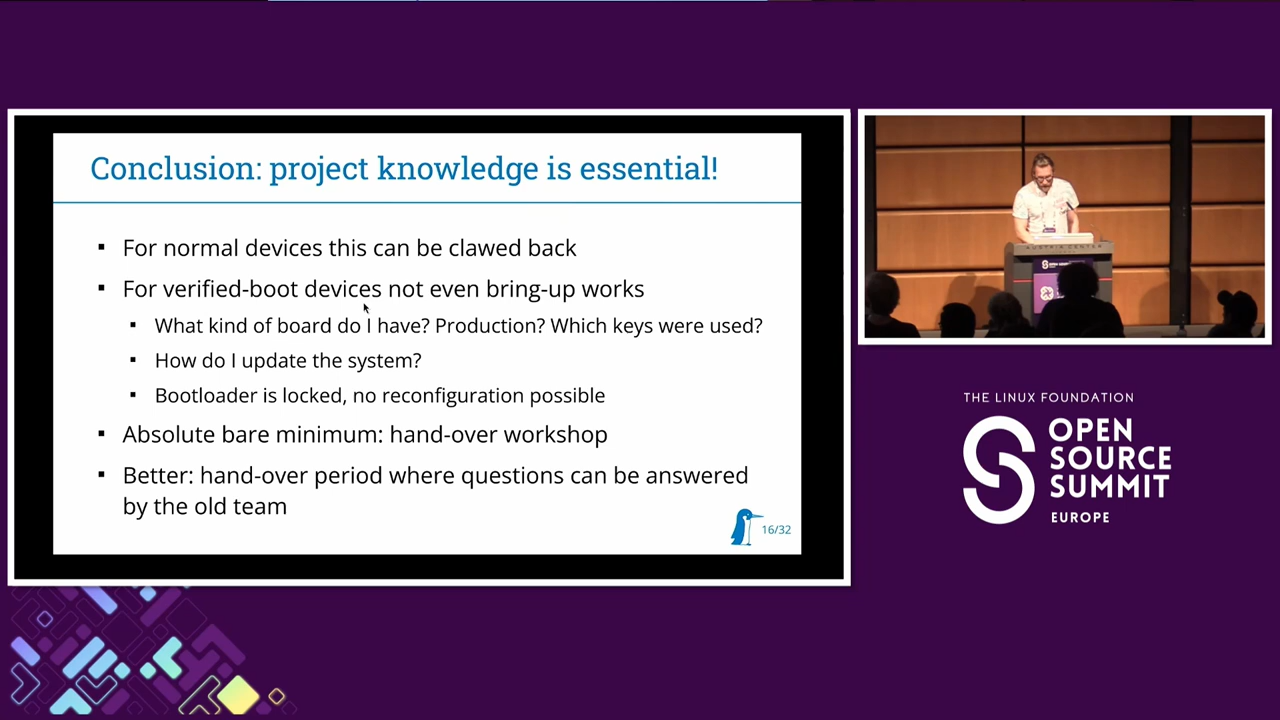 Conclusion: project knowledge is essential!
▪ For normal devices this can be clawed back
▪ For verified-boot devices not even bring-up works
▪ What kind of board do I have? Production? Which keys were used?
▪ How do I update the system?
▪ Bootloader is locked, no reconfiguration possible
▪ Absolute bare minimum: hand-over workshop
▪ Better: hand-over period where questions can be answered
by the old team
16/32
AUSTRIA CENTER
THE LINUX FOUNDATION
OPEN
SOURCE
SUMMIT
EUROPE